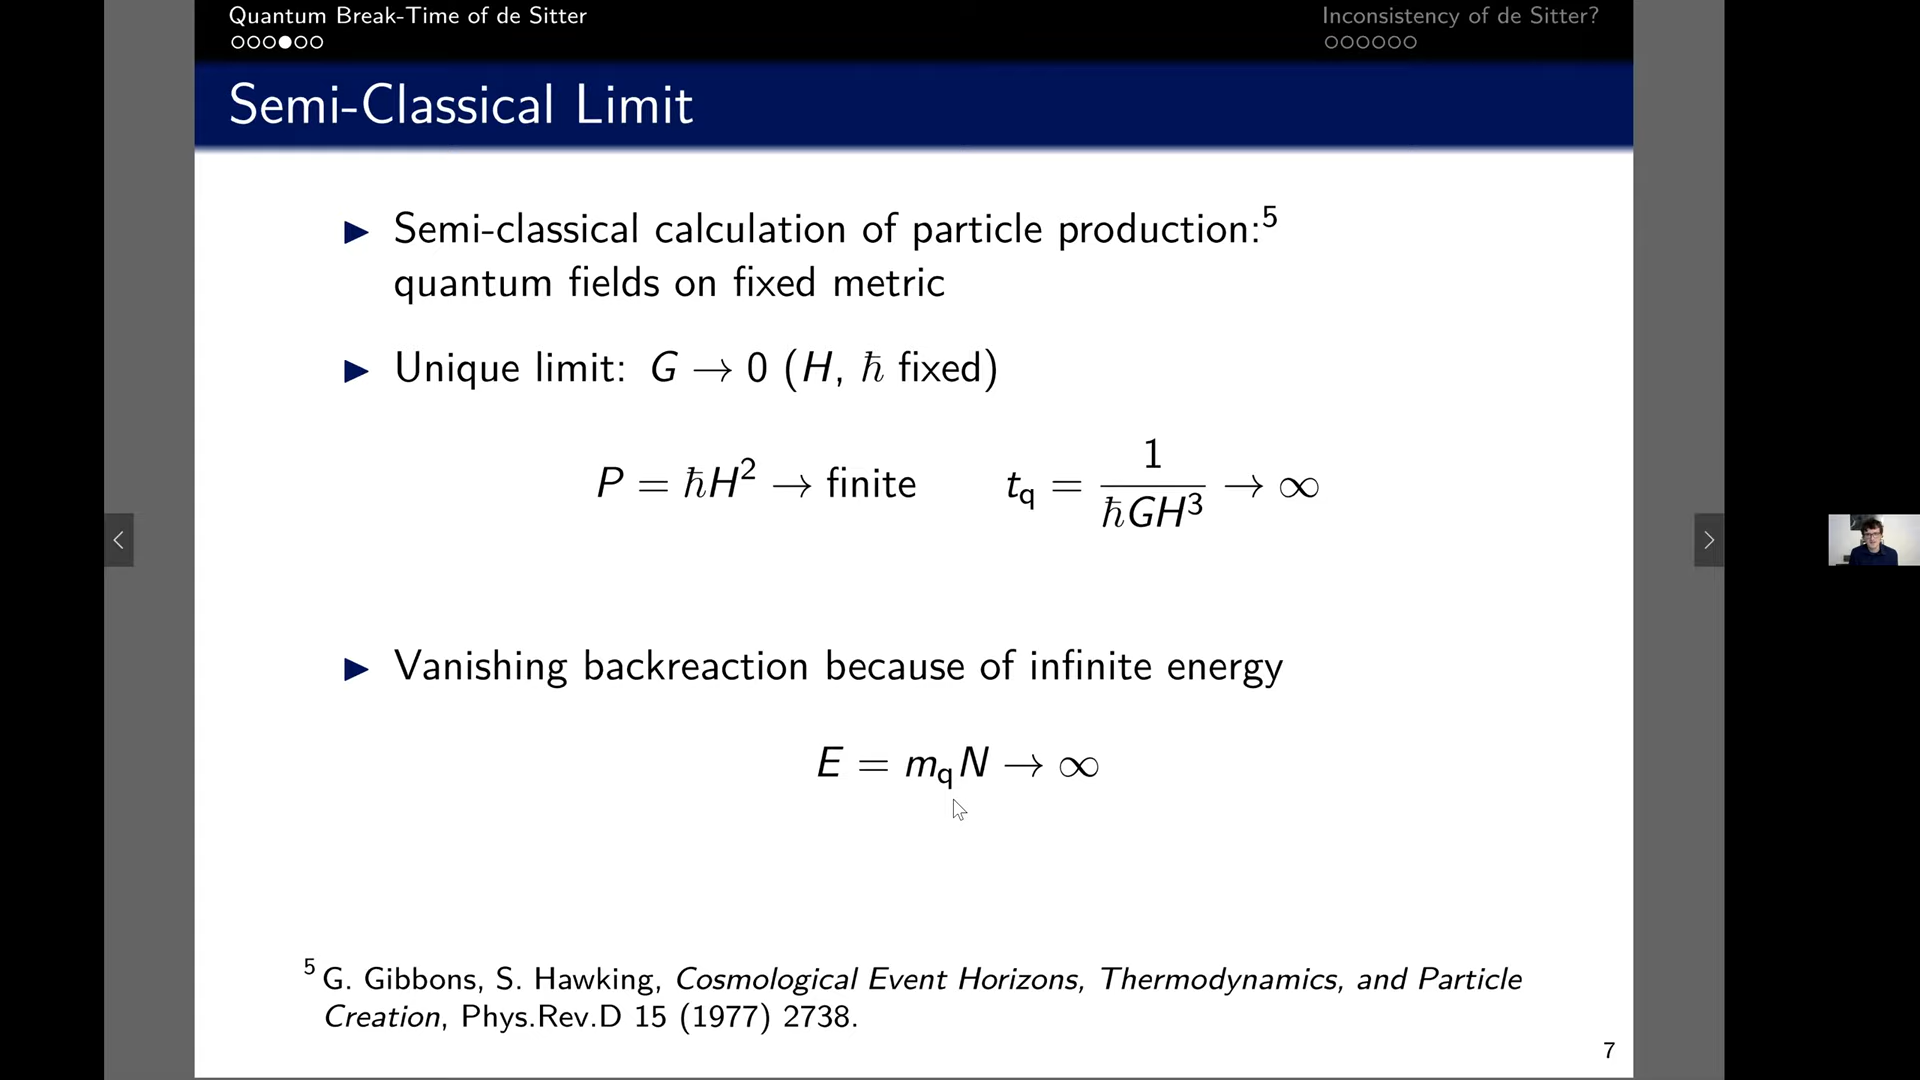 Quantum Break-Time of de Sitter
Inconsistency of de Sitter?
Semi-Classical Limit
Semi-classical calculation of particle production:⁵
quantum fields on fixed metric
Unique limit: G → 0 (H, ℏ fixed)
P = ℏH² → finite t_q = 1/(ℏGH³) → ∞
Vanishing backreaction because of infinite energy
E = m_q N → ∞
⁵ G. Gibbons, S. Hawking, Cosmological Event Horizons, Thermodynamics, and Particle
Creation, Phys.Rev.D 15 (1977) 2738.
7